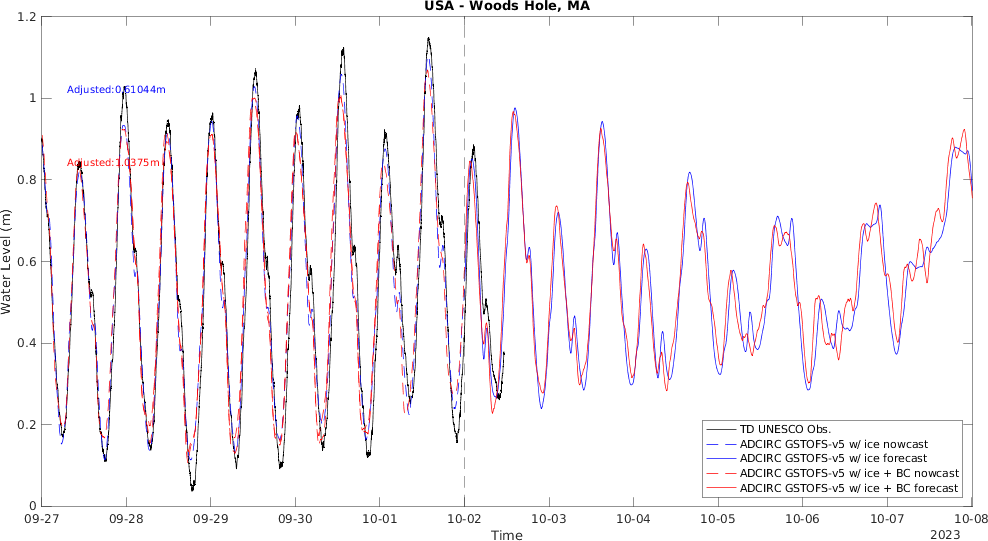 USA - Woods Hole, MA
1.2
1
0.8
0.6
0.4
0.2
0
Water Level (m)
Adjusted:0.61044m
Adjusted:1.0375m
TD UNESCO Obs.
ADCIRC GSTOFS-v5 w/ ice nowcast
ADCIRC GSTOFS-v5 w/ ice forecast
ADCIRC GSTOFS-v5 w/ ice + BC nowcast
ADCIRC GSTOFS-v5 w/ ice + BC forecast
09-27 09-28 09-29 09-30 10-01 10-02 10-03 10-04 10-05 10-06 10-07 10-08
Time
2023